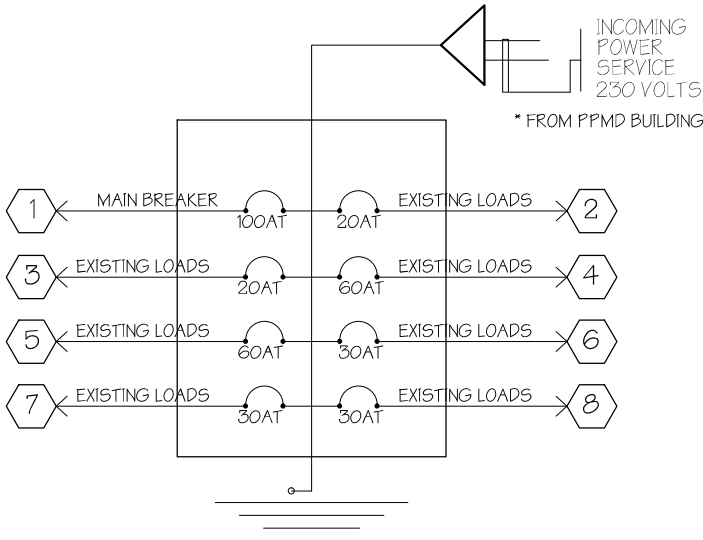 INCOMING
POWER
SERVICE
230 VOLTS
* FROM PPMD BUILDING
1 MAIN BREAKER 100AT 20AT EXISTING LOADS 2
3 EXISTING LOADS 20AT 60AT EXISTING LOADS 4
5 EXISTING LOADS 60AT 30AT EXISTING LOADS 6
7 EXISTING LOADS 30AT 30AT EXISTING LOADS 8